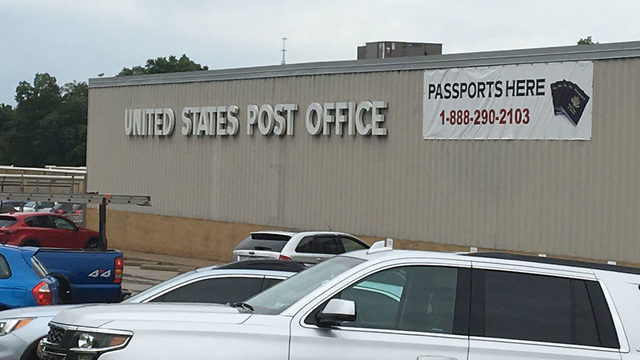 UNITED STATES POST OFFICE
PASSPORTS HERE
1-888-290-2103
4x4